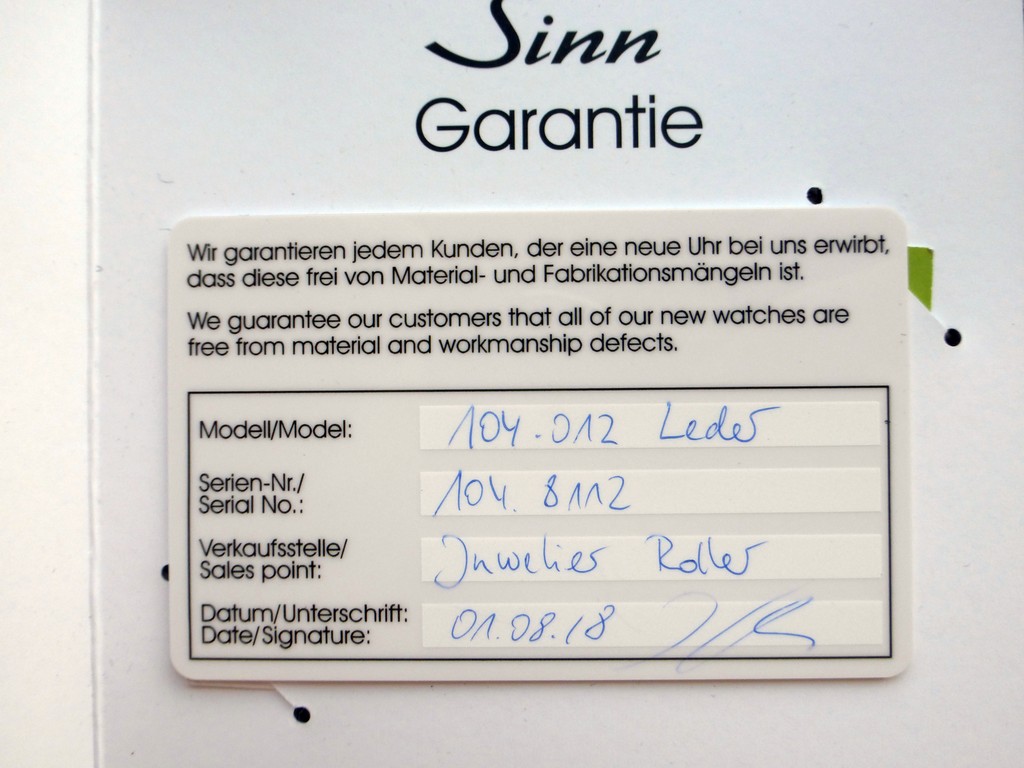 Sinn
Garantie
Wir garantieren jedem Kunden, der eine neue Uhr bei uns erwirbt,
dass diese frei von Material- und Fabrikationsmängeln ist.
We guarantee our customers that all of our new watches are
free from material and workmanship defects.
Modell/Model: 104.012 Leder
Serien-Nr./
Serial No.: 104. 8112
Verkaufsstelle/
Sales point: Juwelier Roller
Datum/Unterschrift:
Date/Signature: 01.08.18